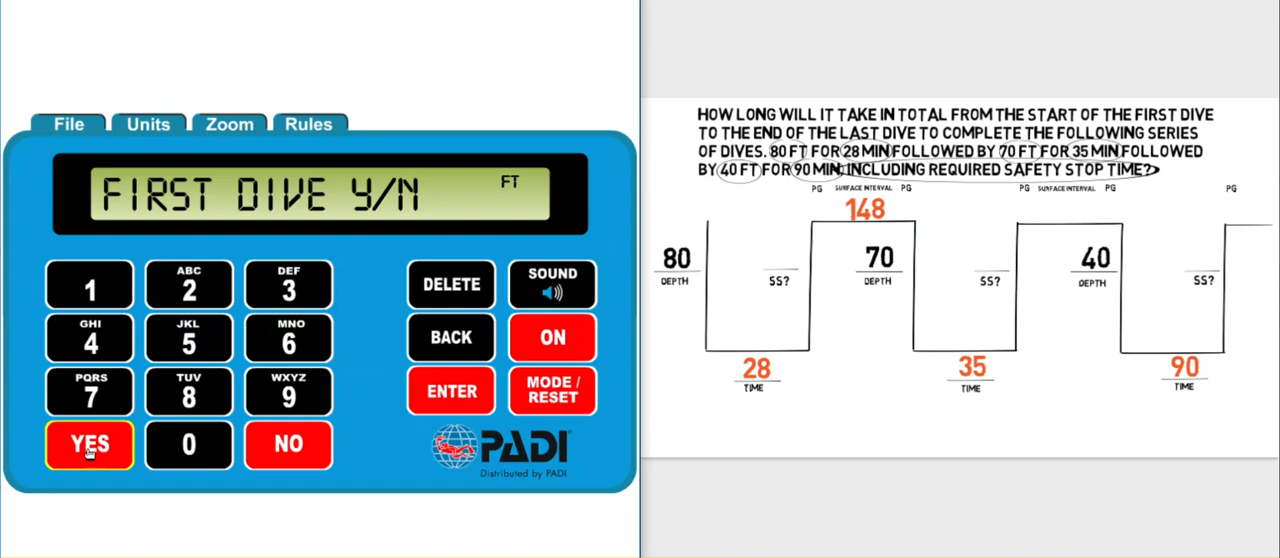 File Units Zoom Rules
FIRST DIVE Y/N FT
1 ABC 2 DEF 3 DELETE SOUND
GHI 4 JKL 5 MNO 6 BACK ON
PQRS 7 TUV 8 WXYZ 9 ENTER MODE / RESET
YES 0 NO
PADI
Distributed by PADI
HOW LONG WILL IT TAKE IN TOTAL FROM THE START OF THE FIRST DIVE
TO THE END OF THE LAST DIVE TO COMPLETE THE FOLLOWING SERIES
OF DIVES. 80 FT FOR 28 MIN FOLLOWED BY 70 FT FOR 35 MIN FOLLOWED
BY 40 FT FOR 90 MIN, INCLUDING REQUIRED SAFETY STOP TIME?
PG SURFACE INTERVAL PG PG SURFACE INTERVAL PG PG
148
80 70 40
DEPTH SS? DEPTH SS? DEPTH SS?
28 35 90
TIME TIME TIME